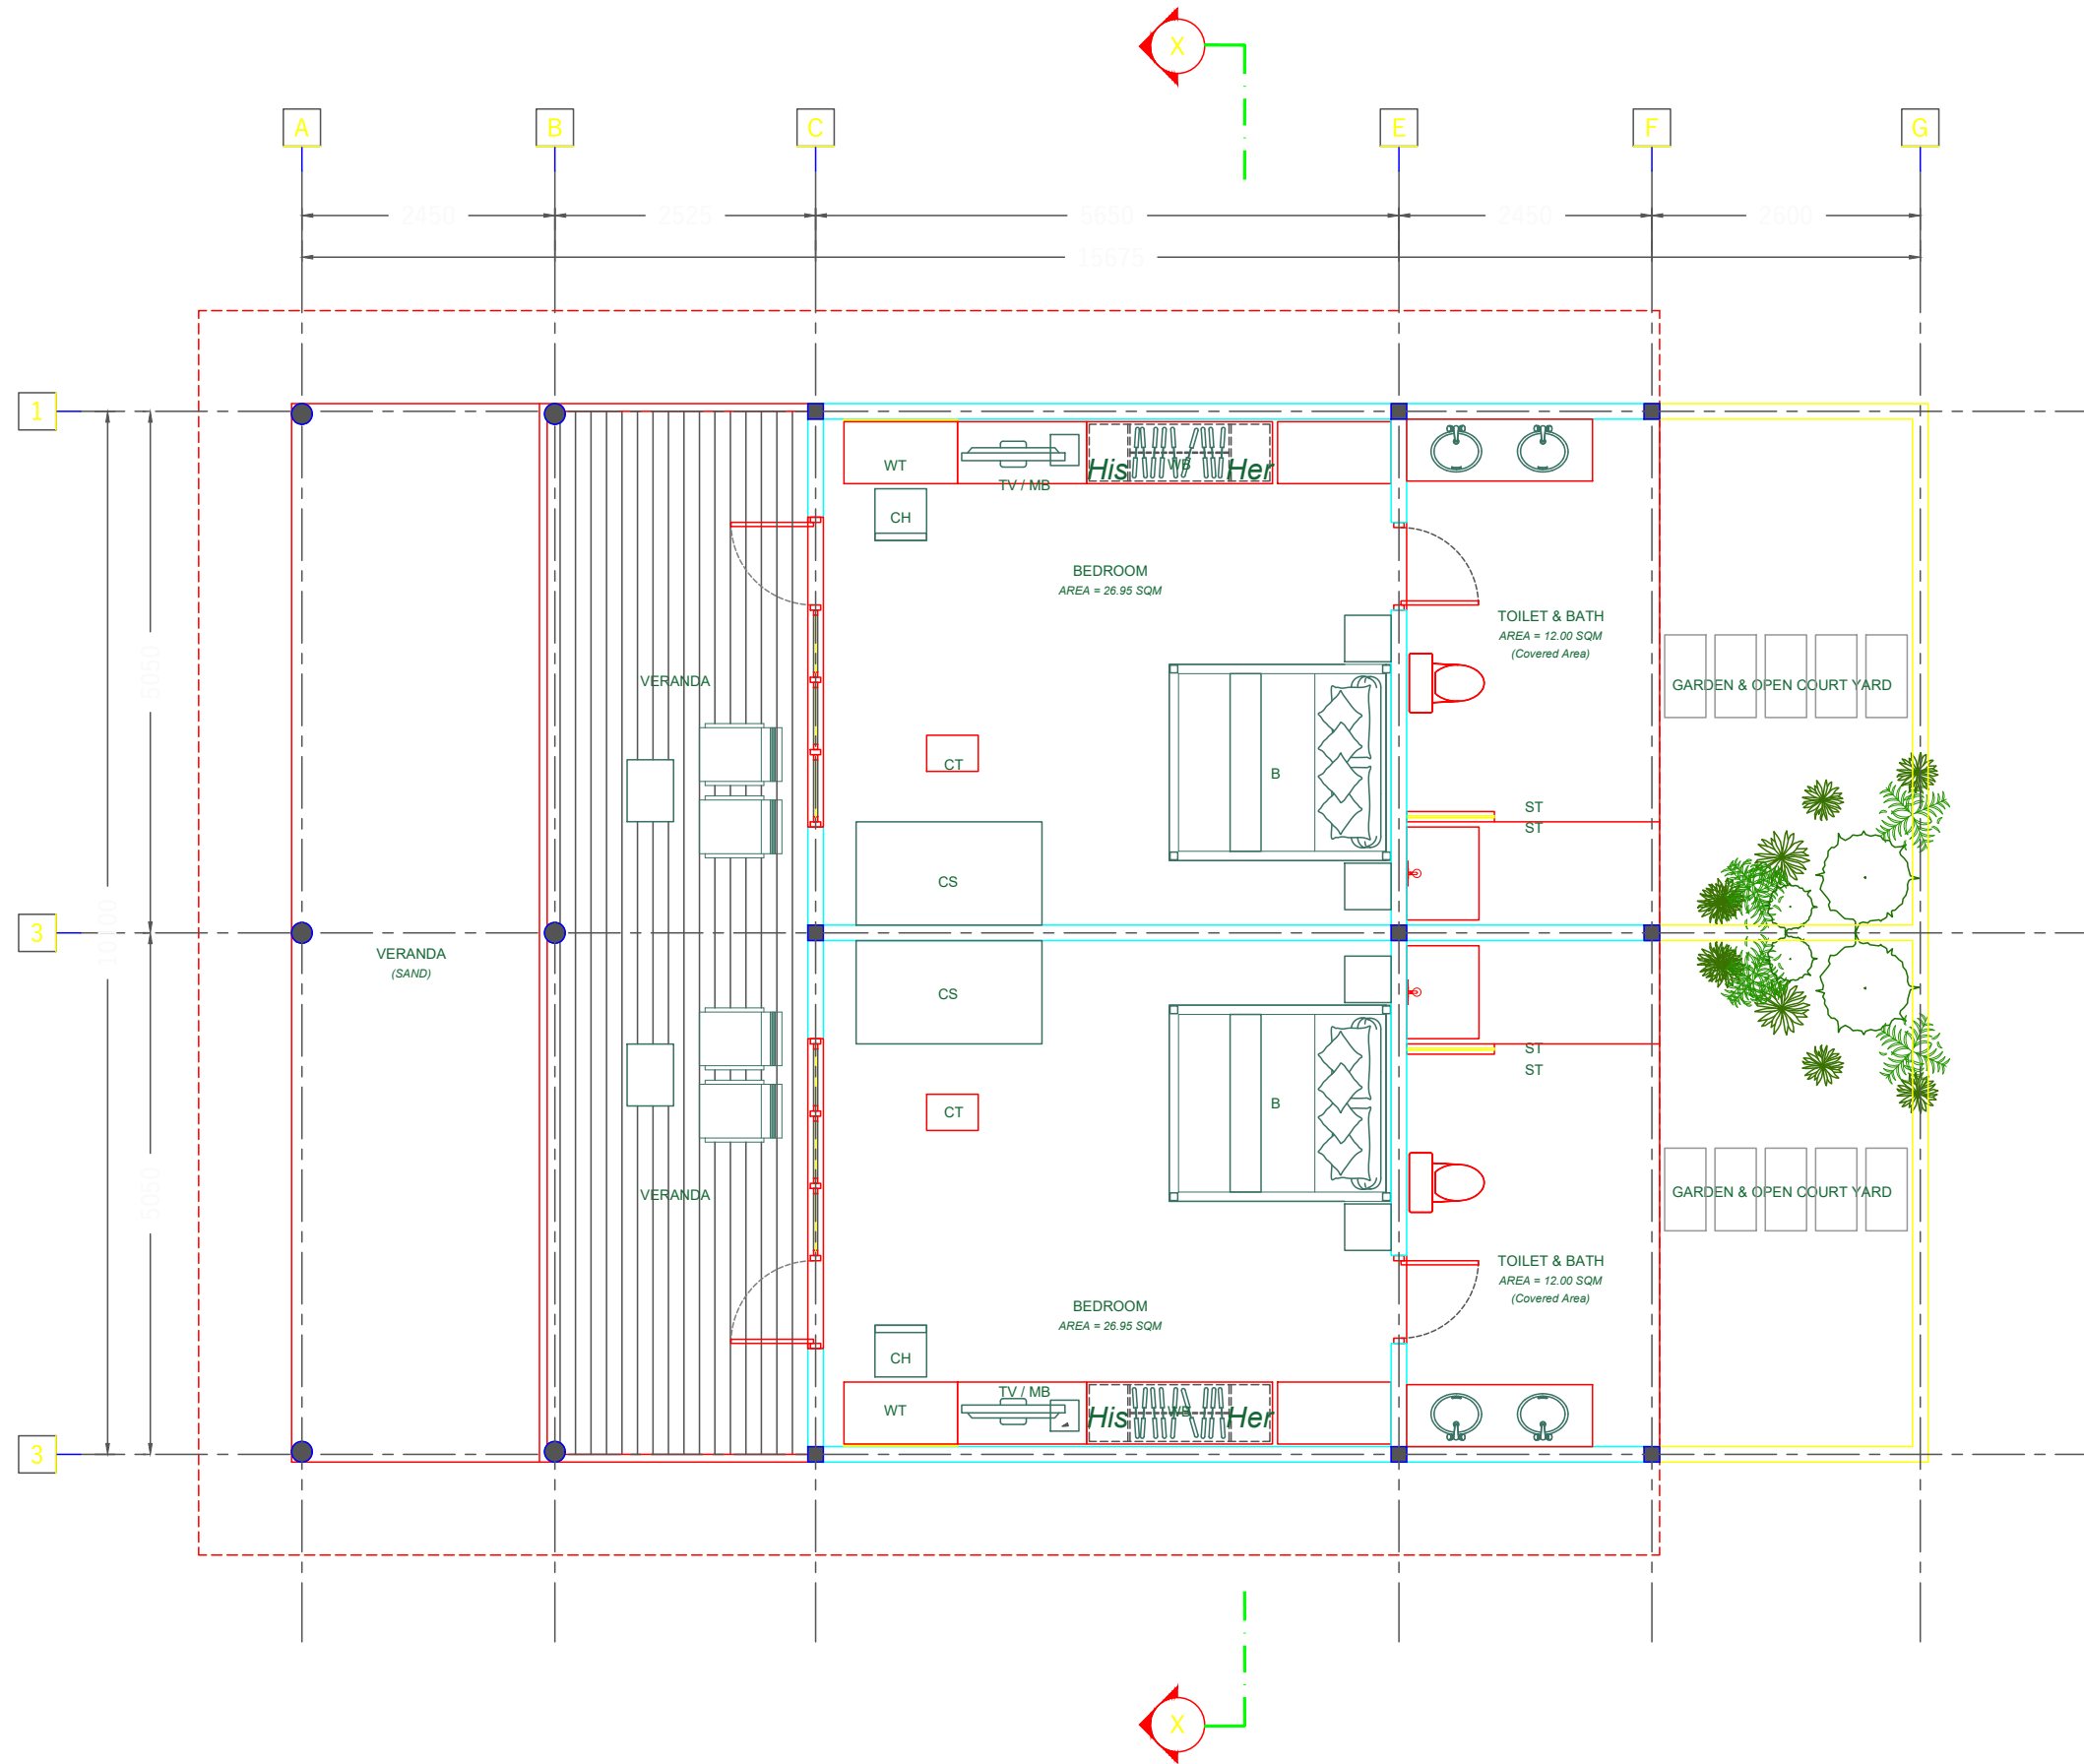 X
A
B
C
E
F
G
2450
2525
5650
2450
2600
15675
1
WT
TV / MB
His
WB
Her
CH
BEDROOM
AREA = 26.95 SQM
TOILET & BATH
AREA = 12.00 SQM
(Covered Area)
5050
VERANDA
GARDEN & OPEN COURT YARD
CT
B
ST
ST
CS
3
10100
VERANDA
(SAND)
CS
ST
ST
CT
B
5050
VERANDA
GARDEN & OPEN COURT YARD
TOILET & BATH
AREA = 12.00 SQM
(Covered Area)
BEDROOM
AREA = 26.95 SQM
CH
WT
TV / MB
His
WB
Her
3
X